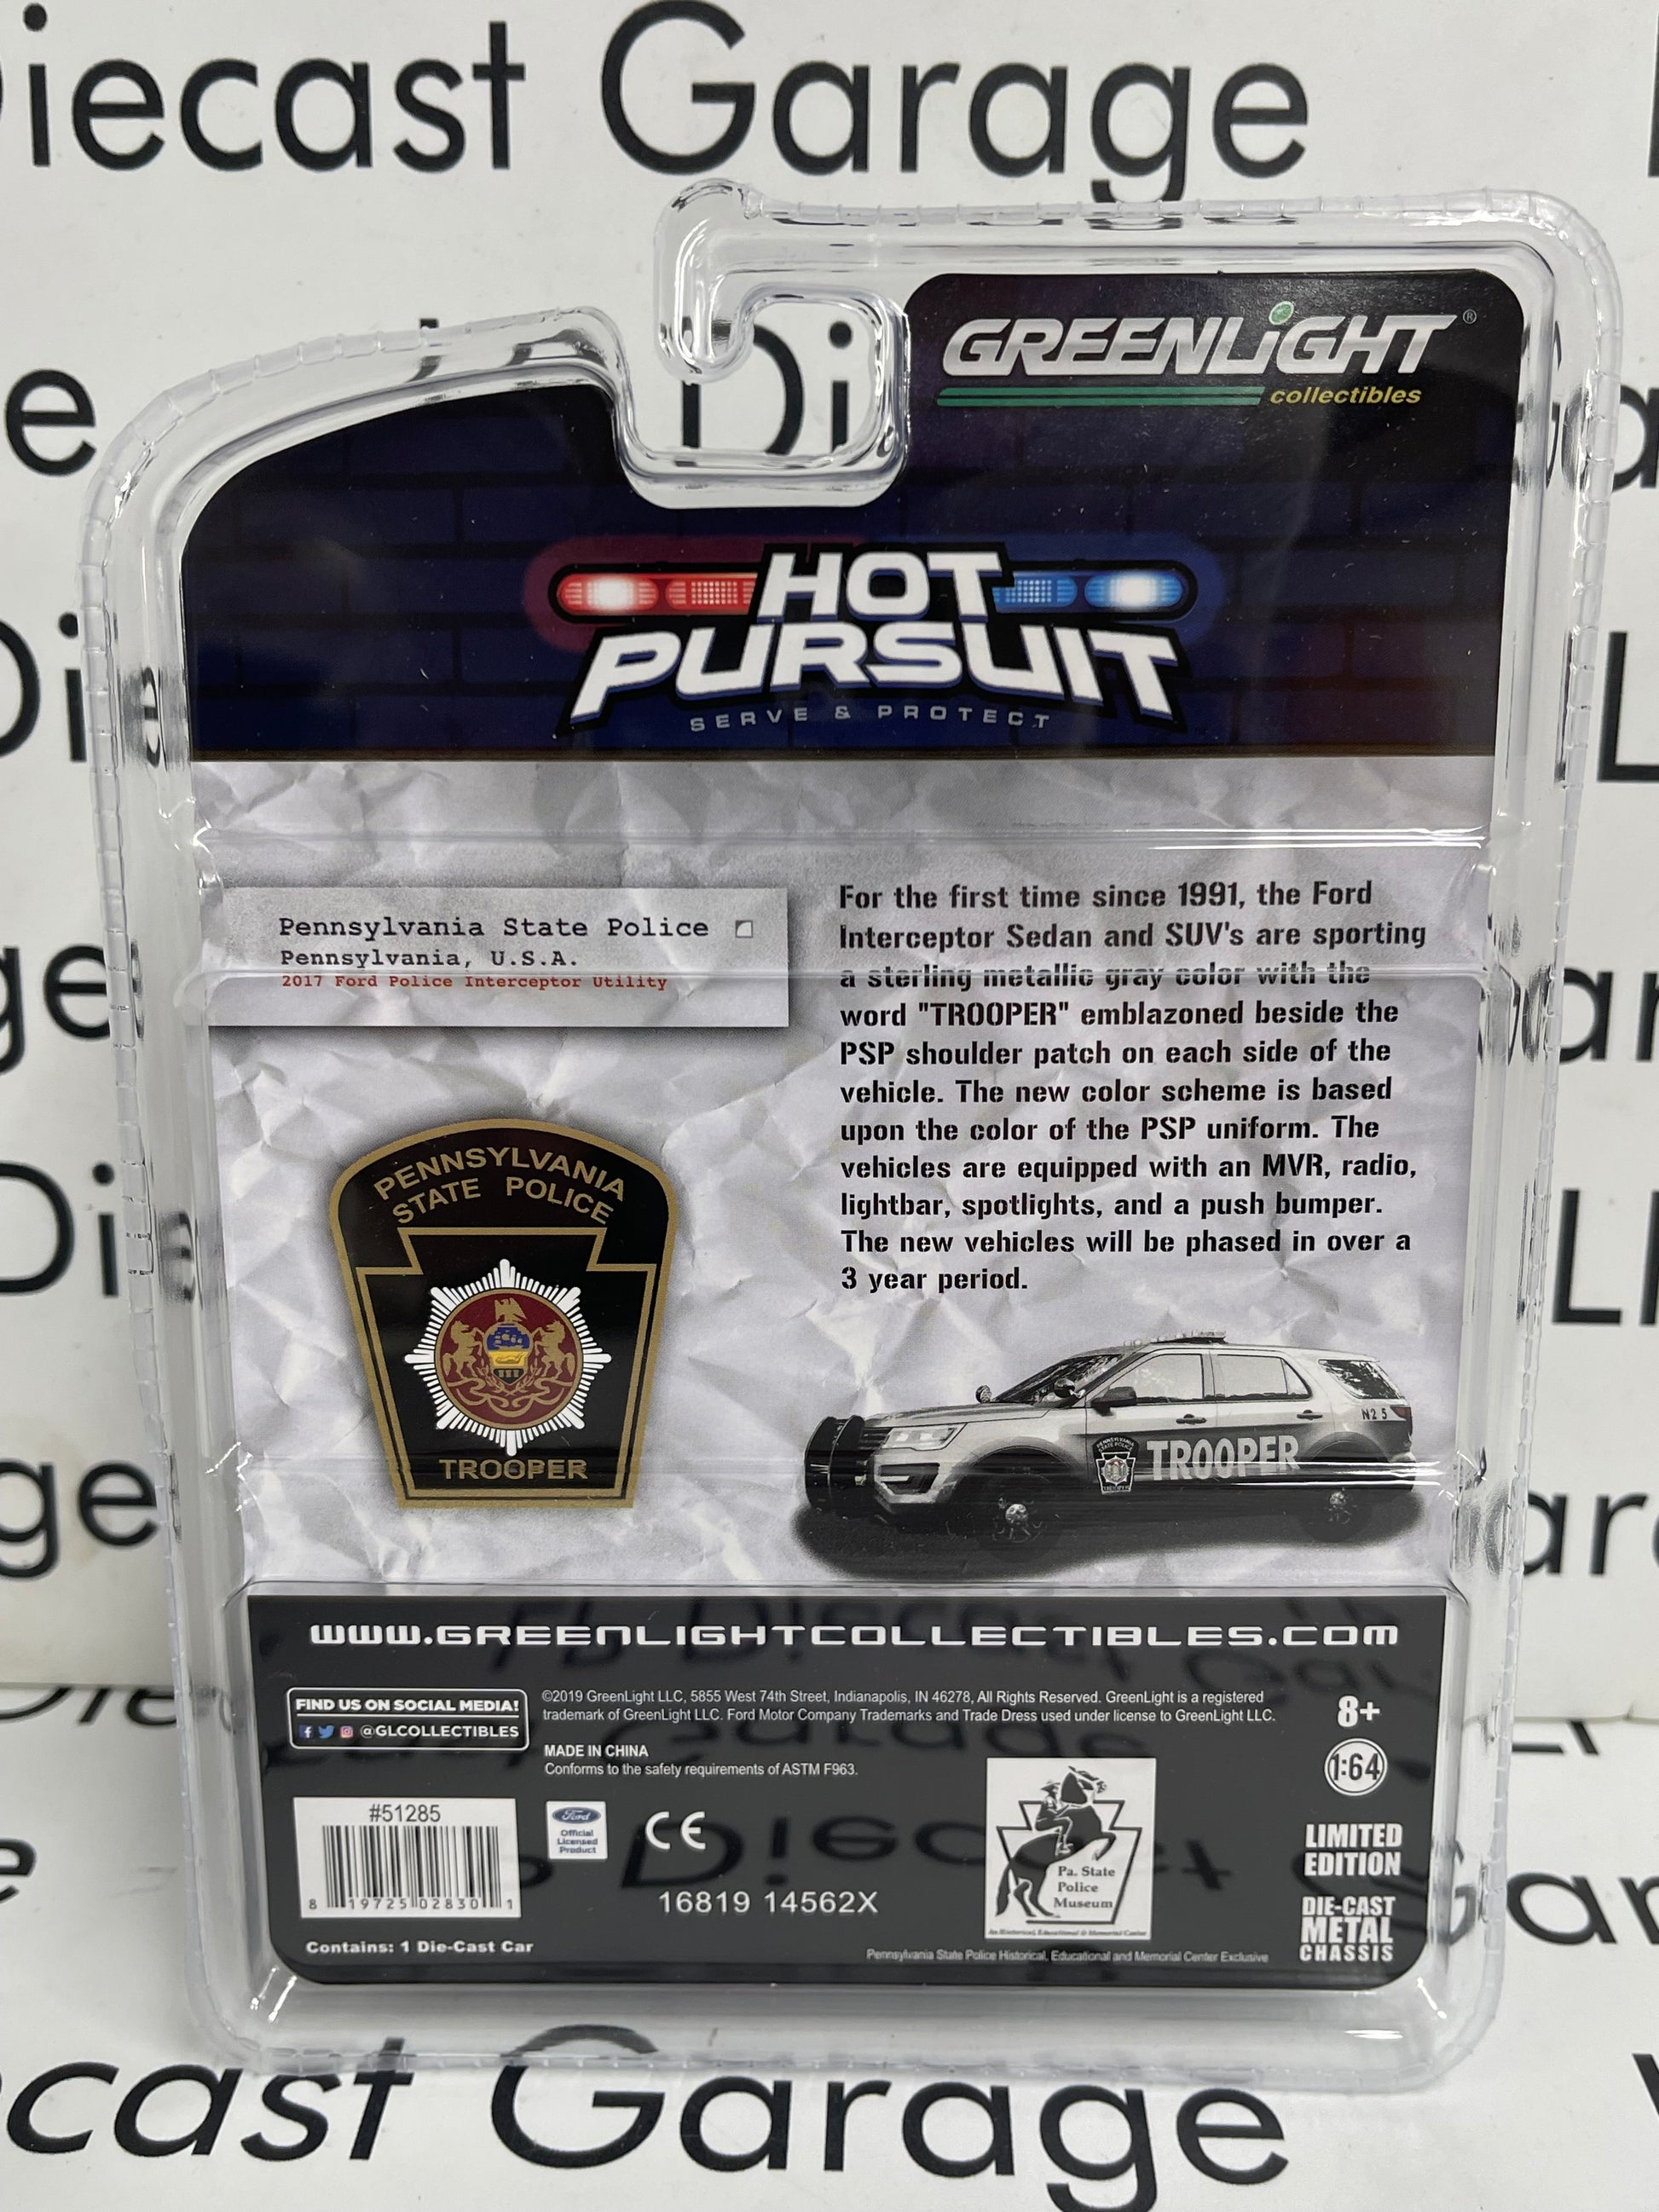 Diecast Garage
GREENLiGHT®
collectibles
HOT
PURSUIT
SERVE & PROTECT
Pennsylvania State Police
Pennsylvania, U.S.A.
2017 Ford Police Interceptor Utility
For the first time since 1991, the Ford
Interceptor Sedan and SUV's are sporting
a sterling metallic gray color with the
word "TROOPER" emblazoned beside the
PSP shoulder patch on each side of the
vehicle. The new color scheme is based
upon the color of the PSP uniform. The
vehicles are equipped with an MVR, radio,
lightbar, spotlights, and a push bumper.
The new vehicles will be phased in over a
3 year period.
PENNSYLVANIA
STATE POLICE
TROOPER
N2 5
TROOPER
www.GREENLIGHTCOLLECTIBLES.com
FIND US ON SOCIAL MEDIA!
@GLCOLLECTIBLES
©2019 GreenLight LLC, 5855 West 74th Street, Indianapolis, IN 46278, All Rights Reserved. GreenLight is a registered
trademark of GreenLight LLC. Ford Motor Company Trademarks and Trade Dress used under license to GreenLight LLC.
MADE IN CHINA
Conforms to the safety requirements of ASTM F963.
8+
1:64
LIMITED
EDITION
DIE-CAST
METAL
CHASSIS
#51285
8 19725 02830 1
Contains: 1 Die-Cast Car
Ford
Official
Licensed
Product
CE
16819 14562X
Pa. State
Police
Museum
An Historical, Educational & Memorial Center
Pennsylvania State Police Historical, Educational and Memorial Center Exclusive
cast Garage